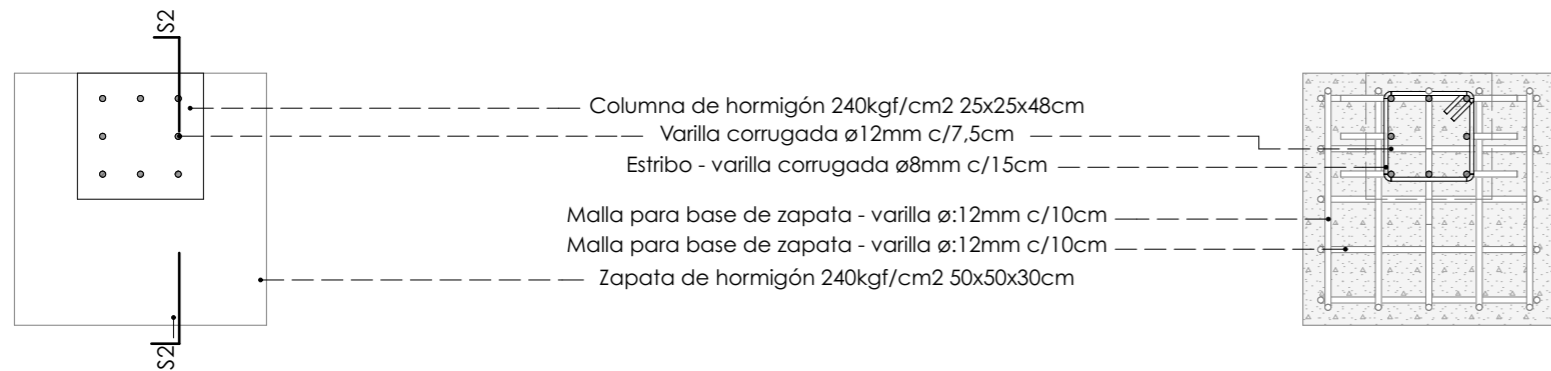 S2
Columna de hormigón 240kgf/cm2 25x25x48cm
Varilla corrugada ø12mm c/7,5cm
Estribo - varilla corrugada ø8mm c/15cm
Malla para base de zapata - varilla ø:12mm c/10cm
Malla para base de zapata - varilla ø:12mm c/10cm
Zapata de hormigón 240kgf/cm2 50x50x30cm
S2